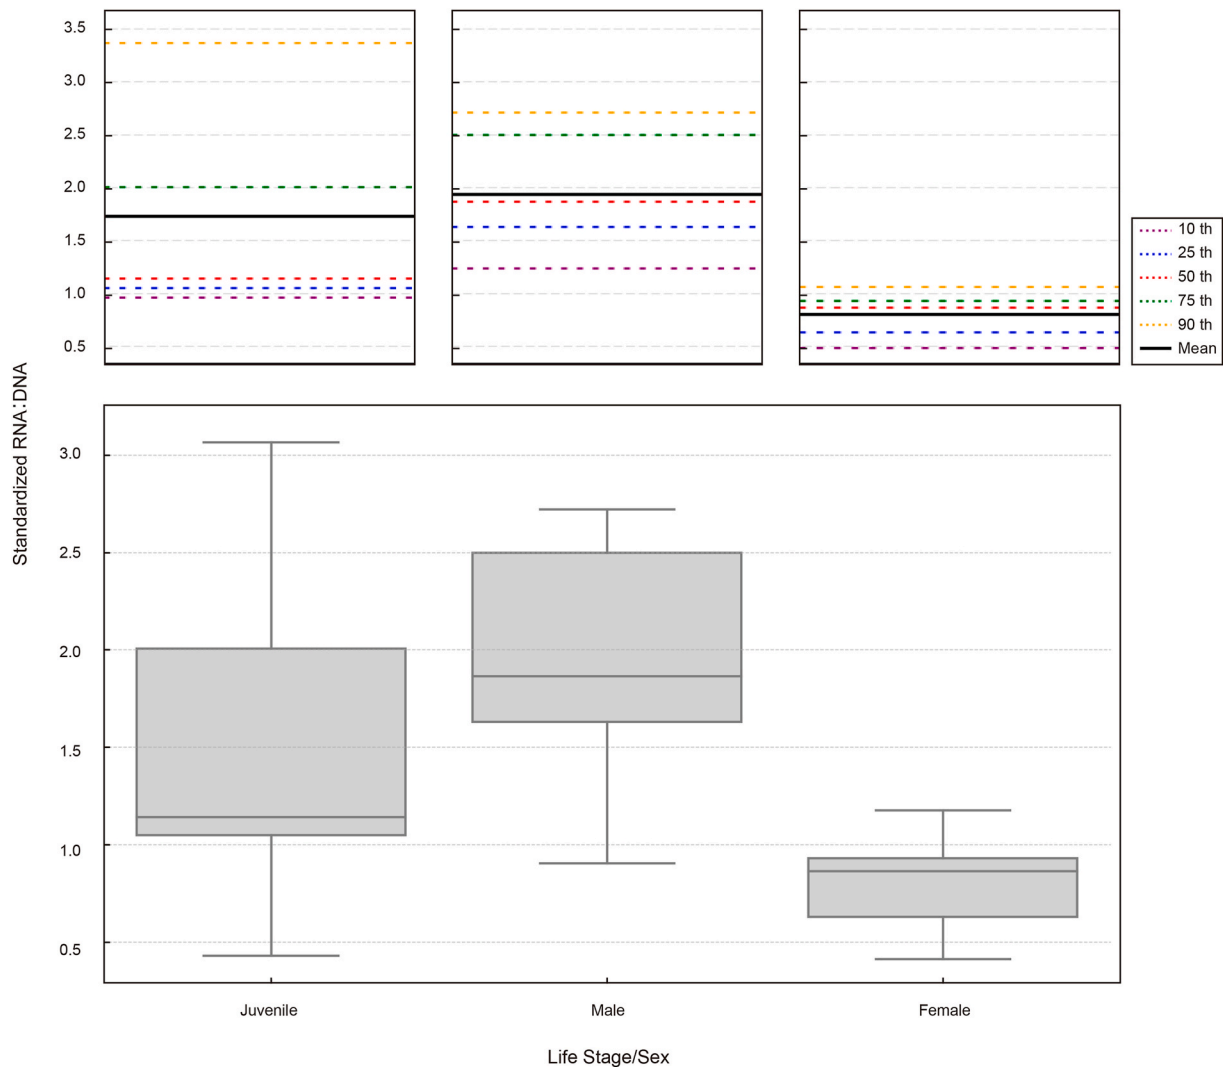 3.5
3.0
2.5
2.0
1.5
1.0
0.5
10 th
25 th
50 th
75 th
90 th
Mean
Standardized RNA:DNA
3.0
2.5
2.0
1.5
1.0
0.5
Juvenile
Male
Female
Life Stage/Sex